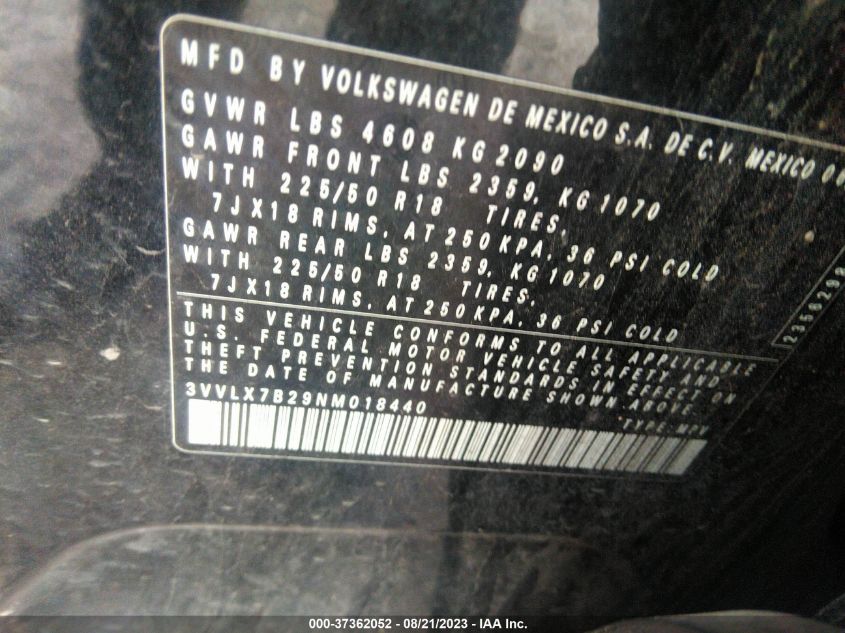 MFD BY VOLKSWAGEN DE MEXICO S.A. DE C.V. MEXICO
GVWR LBS 4608 KG 2090
GAWR FRONT LBS 2359, KG 1070
WITH 225/50 R18 TIRES,
7JX18 RIMS, AT 250 KPA, 36 PSI COLD
GAWR REAR LBS 2359, KG 1070
WITH 225/50 R18 TIRES,
7JX18 RIMS, AT 250 KPA, 36 PSI COLD
THIS VEHICLE CONFORMS TO ALL APPLICABLE
U.S. FEDERAL MOTOR VEHICLE SAFETY AND
THEFT PREVENTION STANDARDS IN EFFECT ON
THE DATE OF MANUFACTURE SHOWN ABOVE
3VVLX7B29NM018440
TYPE: MPV
000-37362052 - 08/21/2023 - IAA Inc.